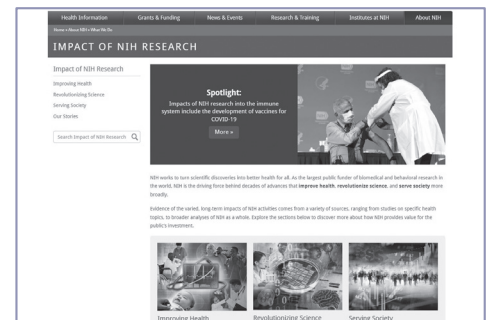 Health Information Grants & Funding News & Events Research & Training Institutes at NIH About NIH
Home » About NIH » What We Do
IMPACT OF NIH RESEARCH
Impact of NIH Research
Improving Health
Revolutionizing Science
Serving Society
Our Stories
Search Impact of NIH Research
Spotlight:
Impacts of NIH research into the immune
system include the development of vaccines for
COVID-19
More »
NIH works to turn scientific discoveries into better health for all. As the largest public funder of biomedical and behavioral research in
the world, NIH is the driving force behind decades of advances that improve health, revolutionize science, and serve society more
broadly.
Evidence of the varied, long-term impacts of NIH activities comes from a variety of sources, ranging from studies on specific health
topics, to broader analyses of NIH as a whole. Explore the sections below to discover more about how NIH provides value for the
public's investment.
Improving Health Revolutionizing Science Serving Society